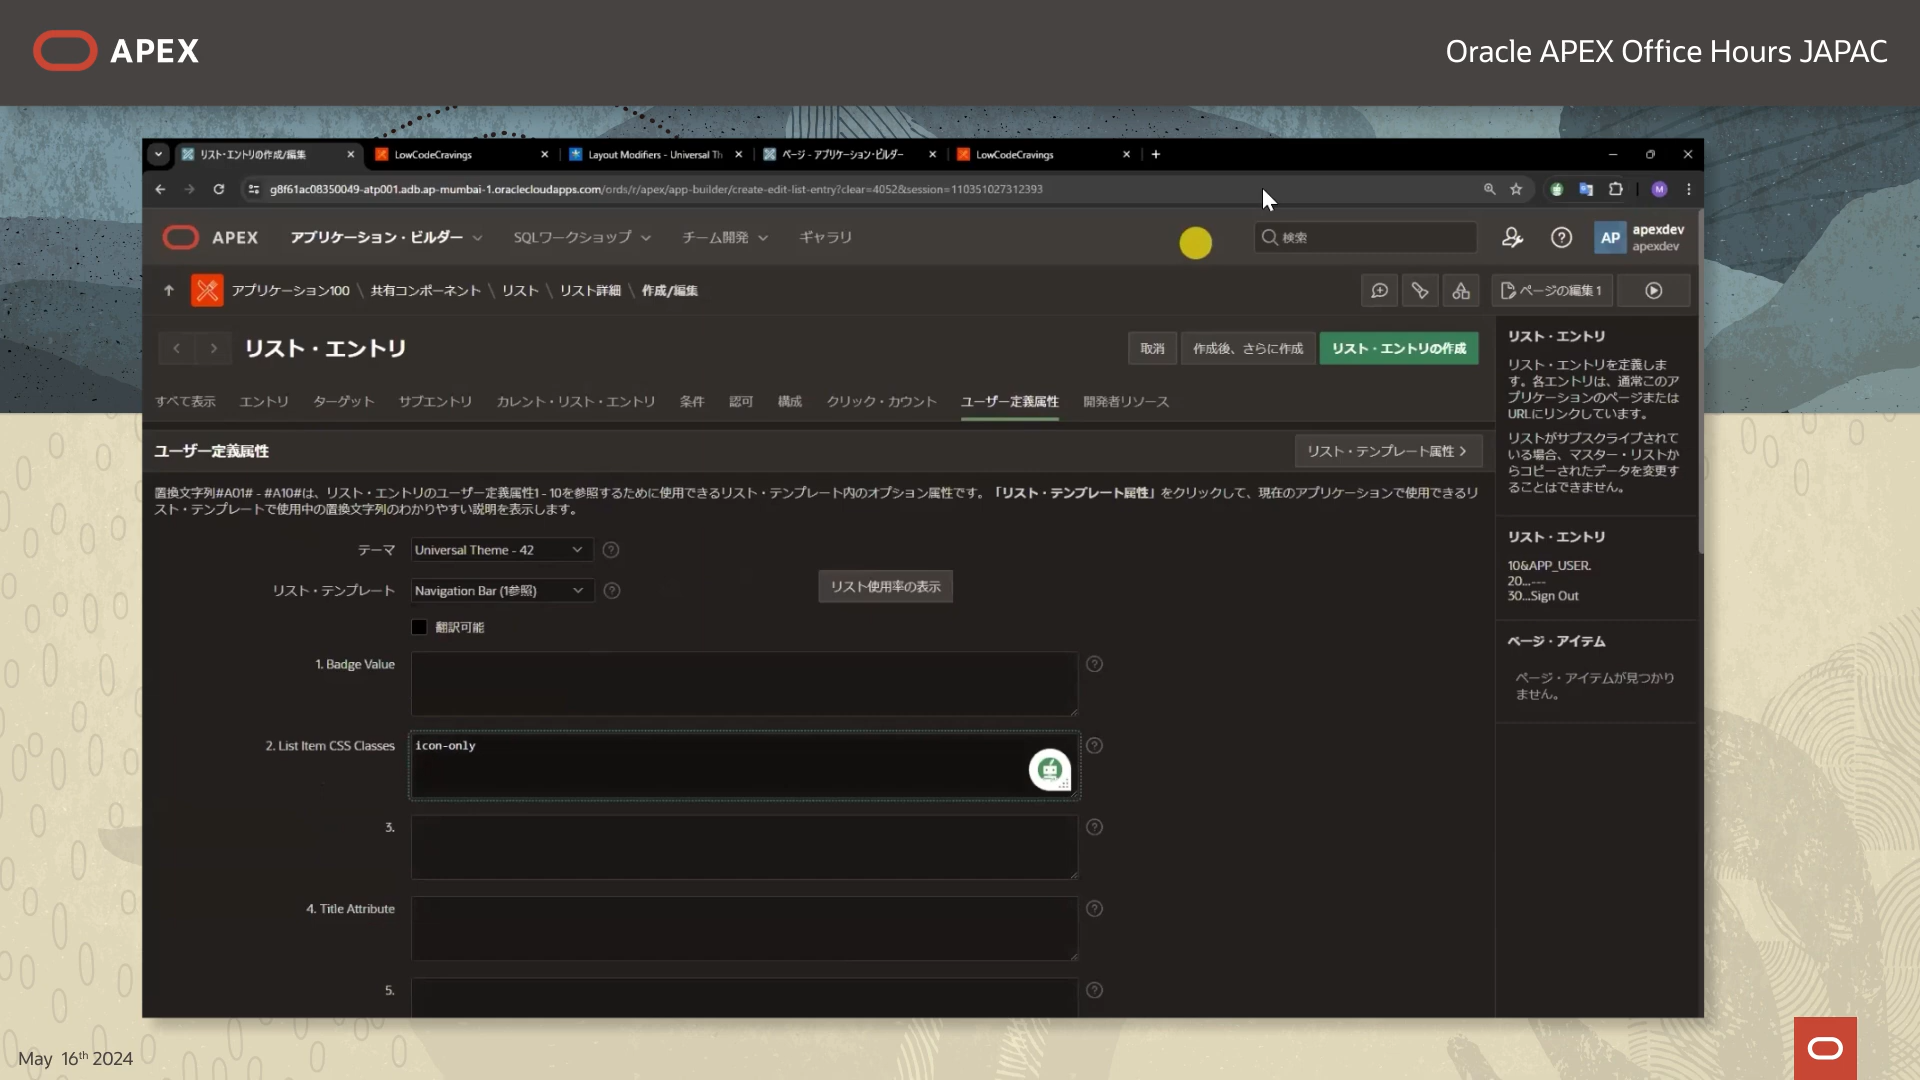 APEX
Oracle APEX Office Hours JAPAC
リスト・エントリの作成/編集
LowCodeCravings
Layout Modifiers - Universal Th
ページ - アプリケーション・ビルダー
LowCodeCravings
g8f61ac08350049-atp001.adb.ap-mumbai-1.oraclecloudapps.com/ords/r/apex/app-builder/create-edit-list-entry?clear=4052&session=110351027312393
M
APEX
アプリケーション・ビルダー
SQLワークショップ
チーム開発
ギャラリ
検索
AP
apexdev
apexdev
アプリケーション100 \ 共有コンポーネント \ リスト \ リスト詳細 \ 作成/編集
ページの編集 1
リスト・エントリ
取消
作成後、さらに作成
リスト・エントリの作成
すべて表示
エントリ
ターゲット
サブエントリ
カレント・リスト・エントリ
条件
認可
構成
クリック・カウント
ユーザー定義属性
開発者リソース
ユーザー定義属性
リスト・テンプレート属性 >
置換文字列#A01# - #A10#は、リスト・エントリのユーザー定義属性1 - 10を参照するために使用できるリスト・テンプレート内のオプション属性です。「リスト・テンプレート属性」をクリックして、現在のアプリケーションで使用できるリ
スト・テンプレートで使用中の置換文字列のわかりやすい説明を表示します。
テーマ
Universal Theme - 42
リスト・テンプレート
Navigation Bar (1参照)
リスト使用率の表示
翻訳可能
1. Badge Value
2. List Item CSS Classes
icon-only
3.
4. Title Attribute
5.
リスト・エントリ
リスト・エントリを定義しま
す。各エントリは、通常このア
プリケーションのページまたは
URLにリンクしています。
リストがサブスクライブされて
いる場合、マスター・リストか
らコピーされたデータを変更す
ることはできません。
リスト・エントリ
10&APP_USER.
20...---
30...Sign Out
ページ・アイテム
ページ・アイテムが見つかり
ません。
May 16th 2024